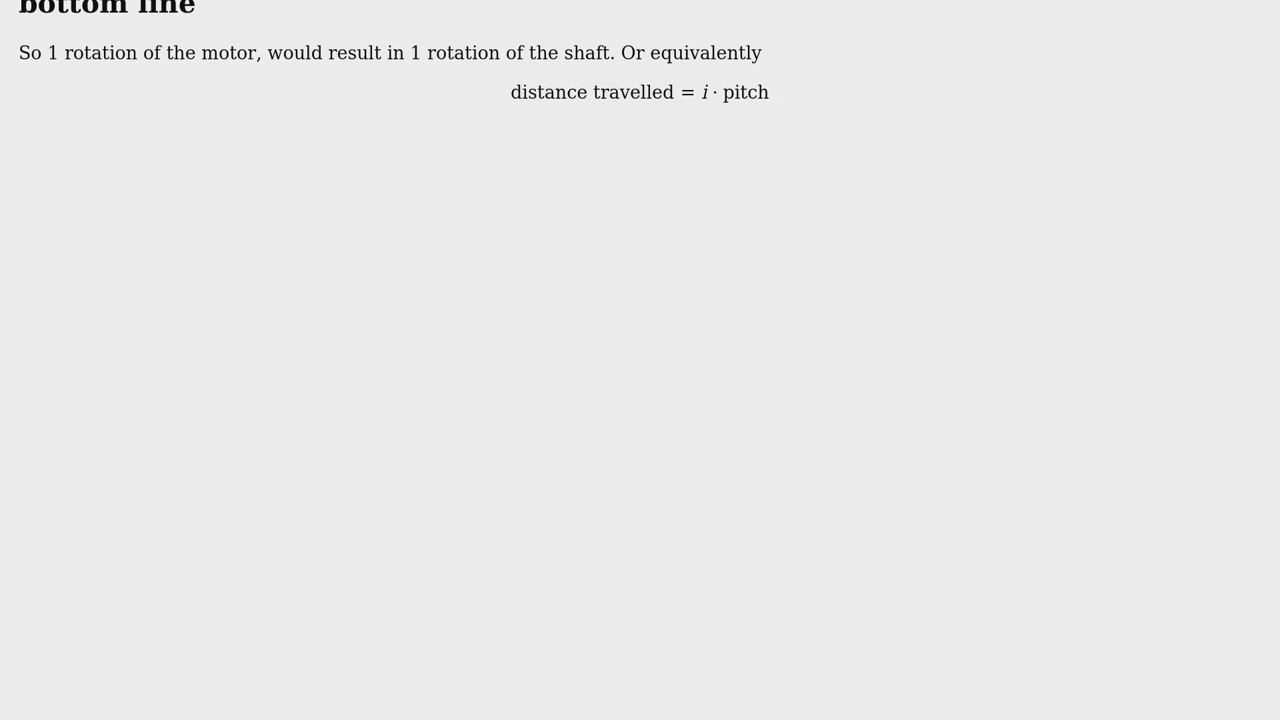 bottom line
So 1 rotation of the motor, would result in 1 rotation of the shaft. Or equivalently
distance travelled = i · pitch